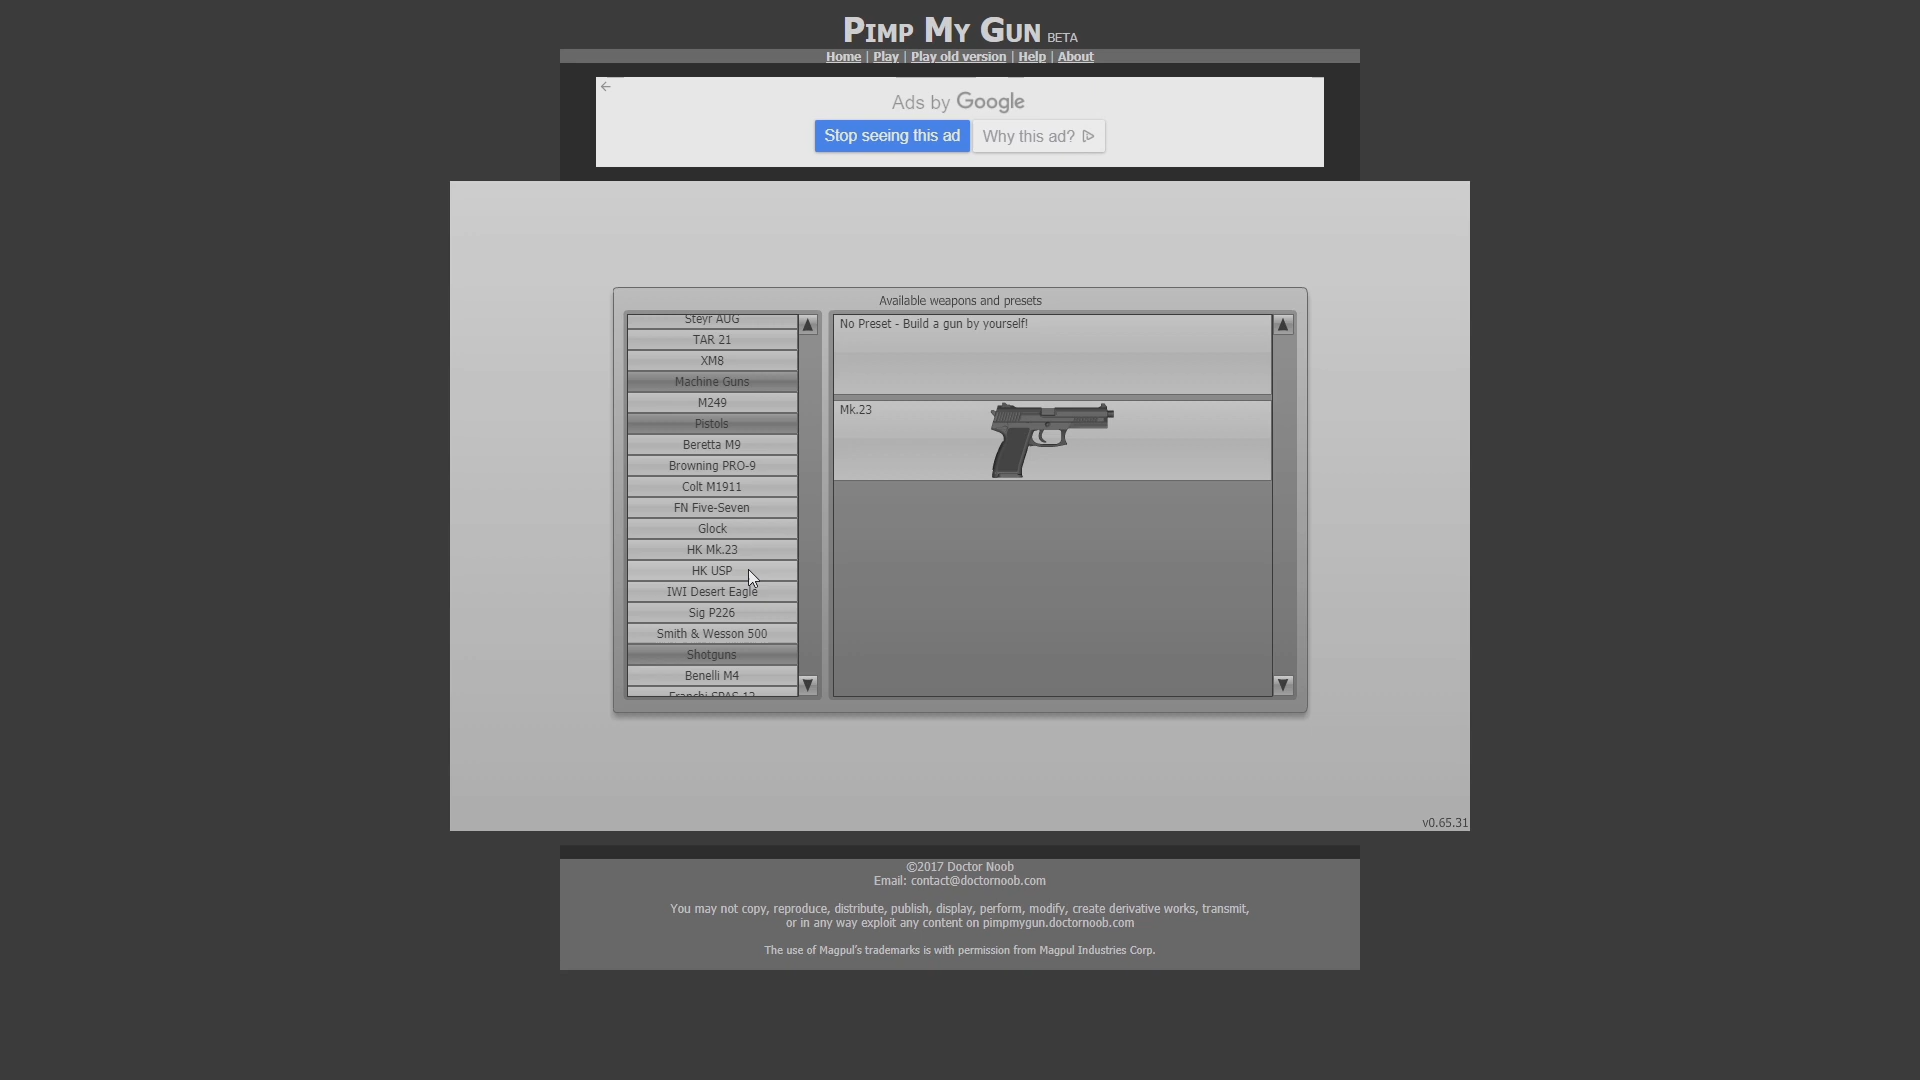 Pimp My Gun BETA
Home | Play | Play old version | Help | About
Ads by Google
Stop seeing this ad
Why this ad?
Available weapons and presets
Steyr AUG
TAR 21
XM8
Machine Guns
M249
Pistols
Beretta M9
Browning PRO-9
Colt M1911
FN Five-Seven
Glock
HK Mk.23
HK USP
IWI Desert Eagle
Sig P226
Smith & Wesson 500
Shotguns
Benelli M4
Franchi SPAS 12
No Preset - Build a gun by yourself!
Mk.23
v0.65.31
©2017 Doctor Noob
Email: contact@doctornoob.com
You may not copy, reproduce, distribute, publish, display, perform, modify, create derivative works, transmit,
or in any way exploit any content on pimpmygun.doctornoob.com
The use of Magpul's trademarks is with permission from Magpul Industries Corp.